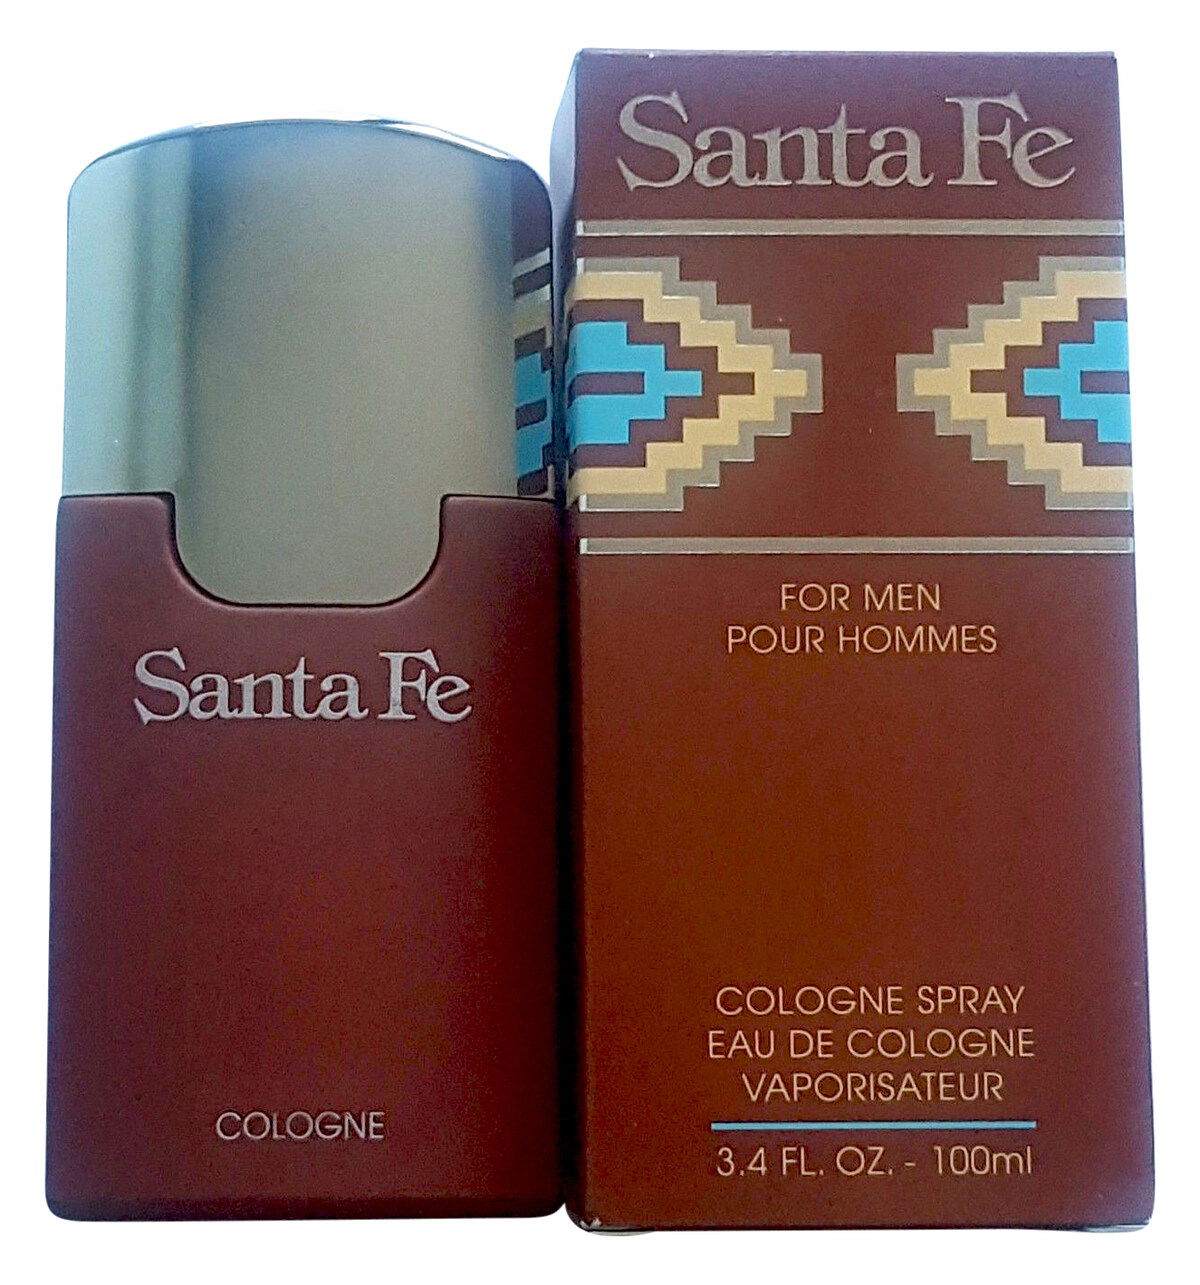 Santa Fe
COLOGNE
Santa Fe
FOR MEN
POUR HOMMES
COLOGNE SPRAY
EAU DE COLOGNE
VAPORISATEUR
3.4 FL. OZ. - 100ml